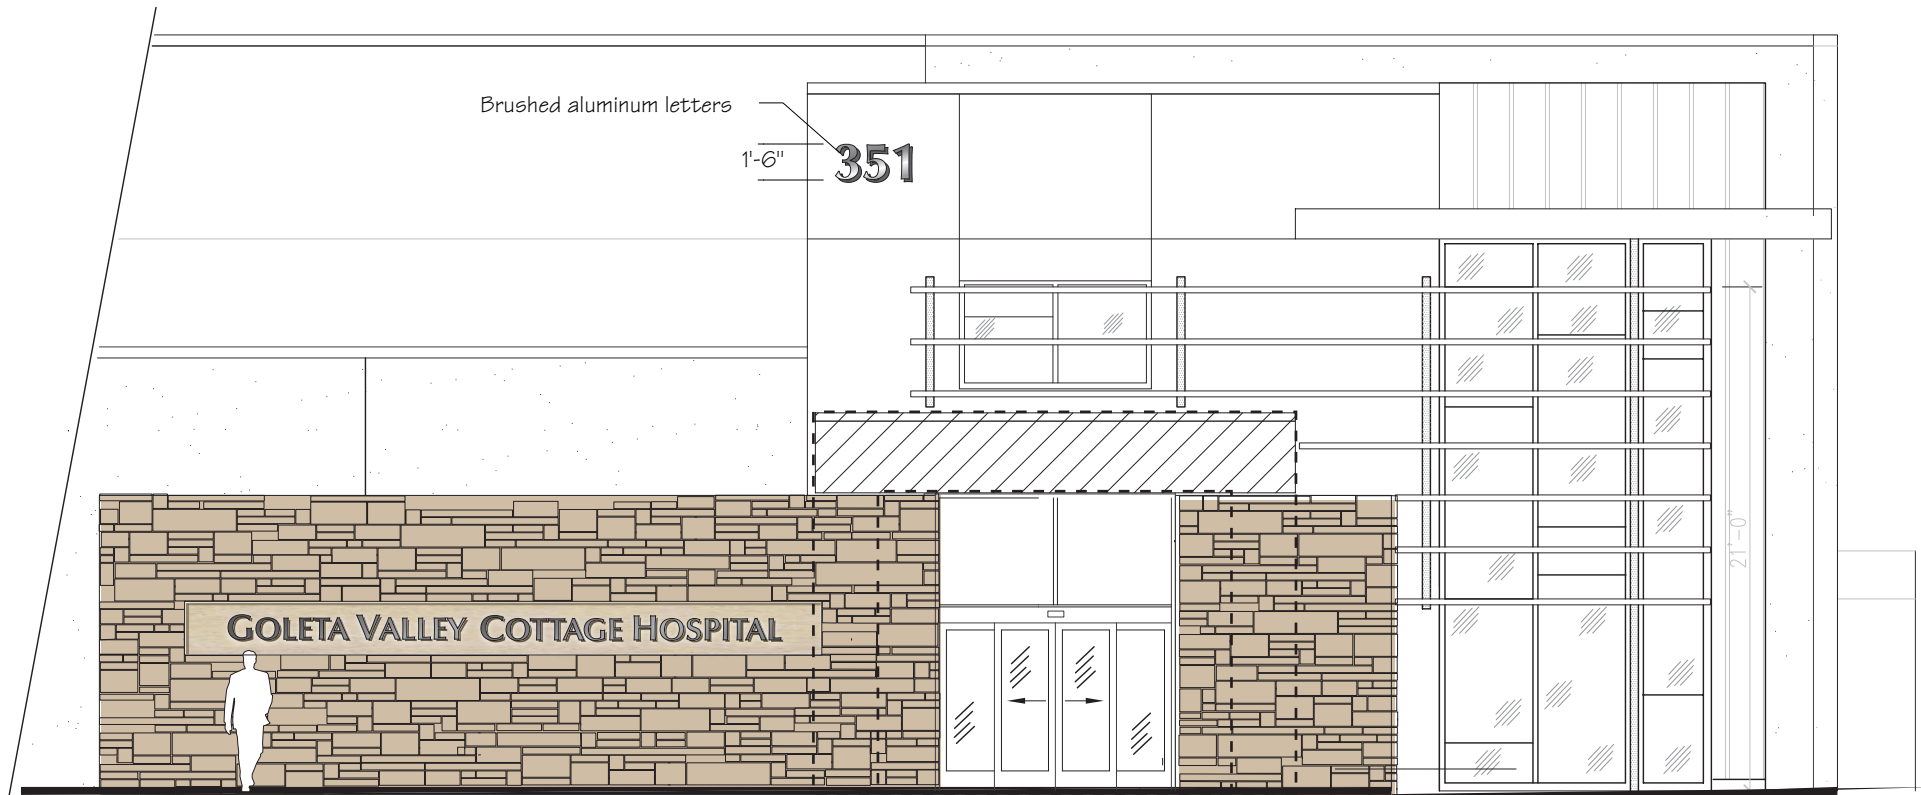 Brushed aluminum letters
1'-6"
351
21'-0"
GOLETA VALLEY COTTAGE HOSPITAL